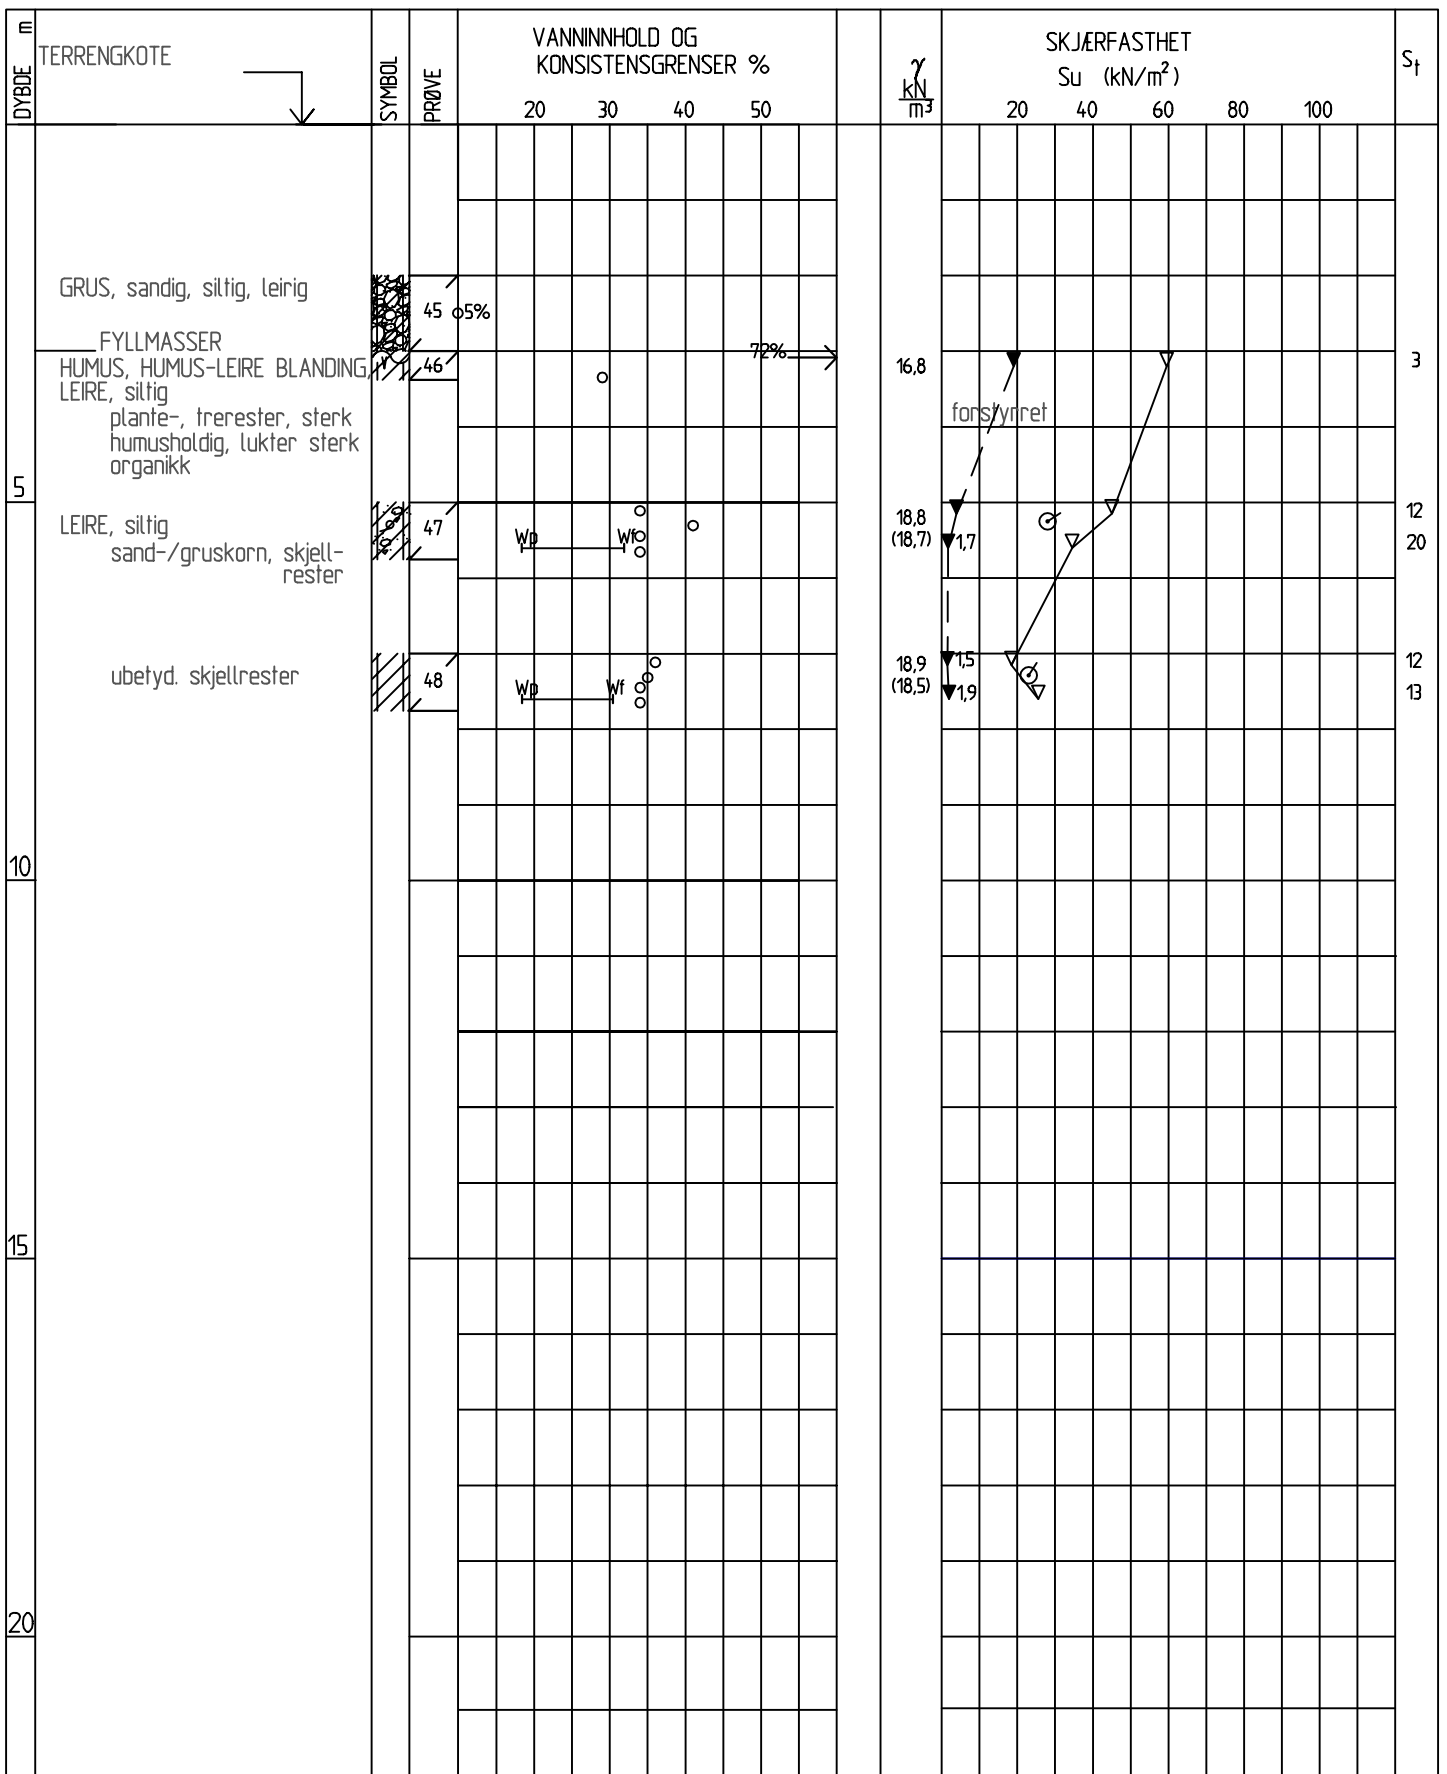 DYBDE m
TERRENGKOTE
SYMBOL
PRØVE
VANNINNHOLD OG
KONSISTENSGRENSER %
20 30 40 50
γ
kN
m³
SKJÆRFASTHET
Su (kN/m²)
20 40 60 80 100
St
GRUS, sandig, siltig, leirig
45 5%
FYLLMASSER
72%
HUMUS, HUMUS-LEIRE BLANDING,
46 16,8 3
LEIRE, siltig
plante-, trerester, sterk
humusholdig, lukter sterk
organikk
forstyrret
5
LEIRE, siltig
sand-/gruskorn, skjell-
rester
47
Wp Wf
18,8 12
(18,7) 1,7 20
ubetyd. skjellrester
48
Wp Wf
18,9 1,5 12
(18,5) 1,9 13
10
15
20